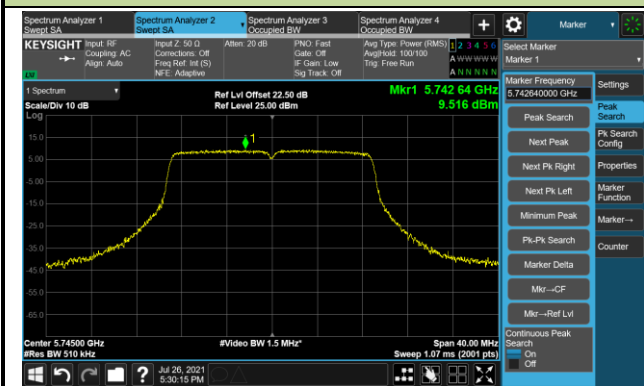 Spectrum Analyzer 1
Swept SA
Spectrum Analyzer 2
Swept SA
Spectrum Analyzer 3
Occupied BW
Spectrum Analyzer 4
Occupied BW
+
Marker
KEYSIGHT
Input: RF
Coupling: AC
Align: Auto
Input Z: 50 Ω
Corrections: Off
Freq Ref: Int (S)
NFE: Adaptive
Atten: 20 dB
PNO: Fast
Gate: Off
IF Gain: Low
Sig Track: Off
Avg Type: Power (RMS)
Avg|Hold: 100/100
Trig: Free Run
1 2 3 4 5 6
A W W W W W
A N N N N N
Select Marker
Marker 1
LW
1 Spectrum
Scale/Div 10 dB
Log
Ref Lvl Offset 22.50 dB
Ref Level 25.00 dBm
Mkr1 5.742 64 GHz
9.516 dBm
1
15.0
5.00
-5.00
-15.0
-25.0
-35.0
-45.0
-55.0
-65.0
Center 5.74500 GHz
#Res BW 510 kHz
#Video BW 1.5 MHz*
Span 40.00 MHz
Sweep 1.07 ms (2001 pts)
Marker Frequency
5.742640000 GHz
Peak Search
Next Peak
Next Pk Right
Next Pk Left
Minimum Peak
Pk-Pk Search
Marker Delta
Mkr→CF
Mkr→Ref Lvl
Continuous Peak
Search
On
Off
Settings
Peak
Search
Pk Search
Config
Properties
Marker
Function
Marker→
Counter
?
Jul 26, 2021
5:30:15 PM